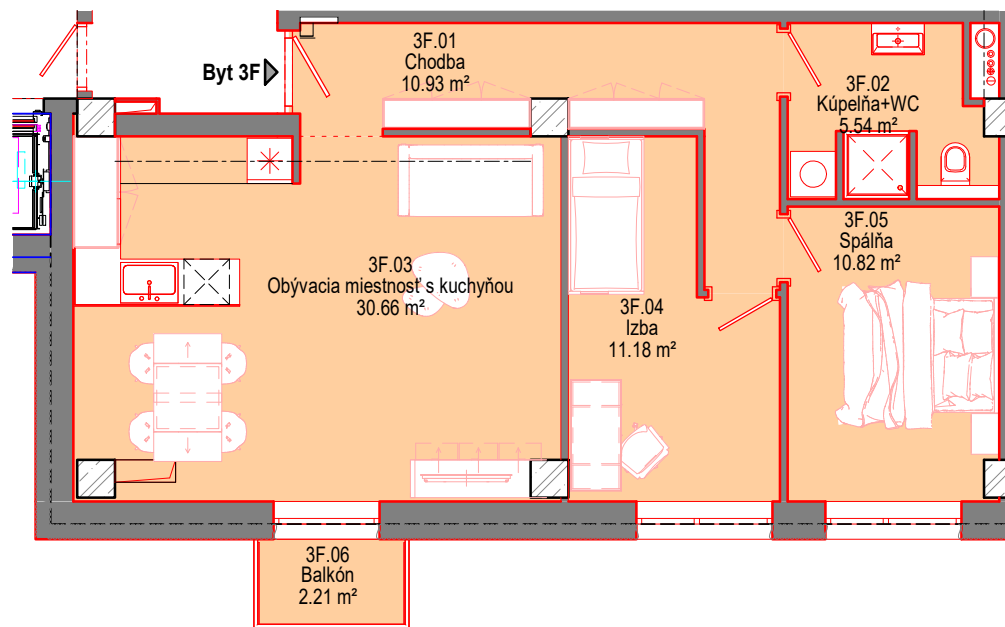 Byt 3F
3F.01
Chodba
10.93 m²
3F.02
Kúpelňa+WC
5.54 m²
3F.03
Obývacia miestnosť s kuchyňou
30.66 m²
3F.04
Izba
11.18 m²
3F.05
Spálňa
10.82 m²
3F.06
Balkón
2.21 m²